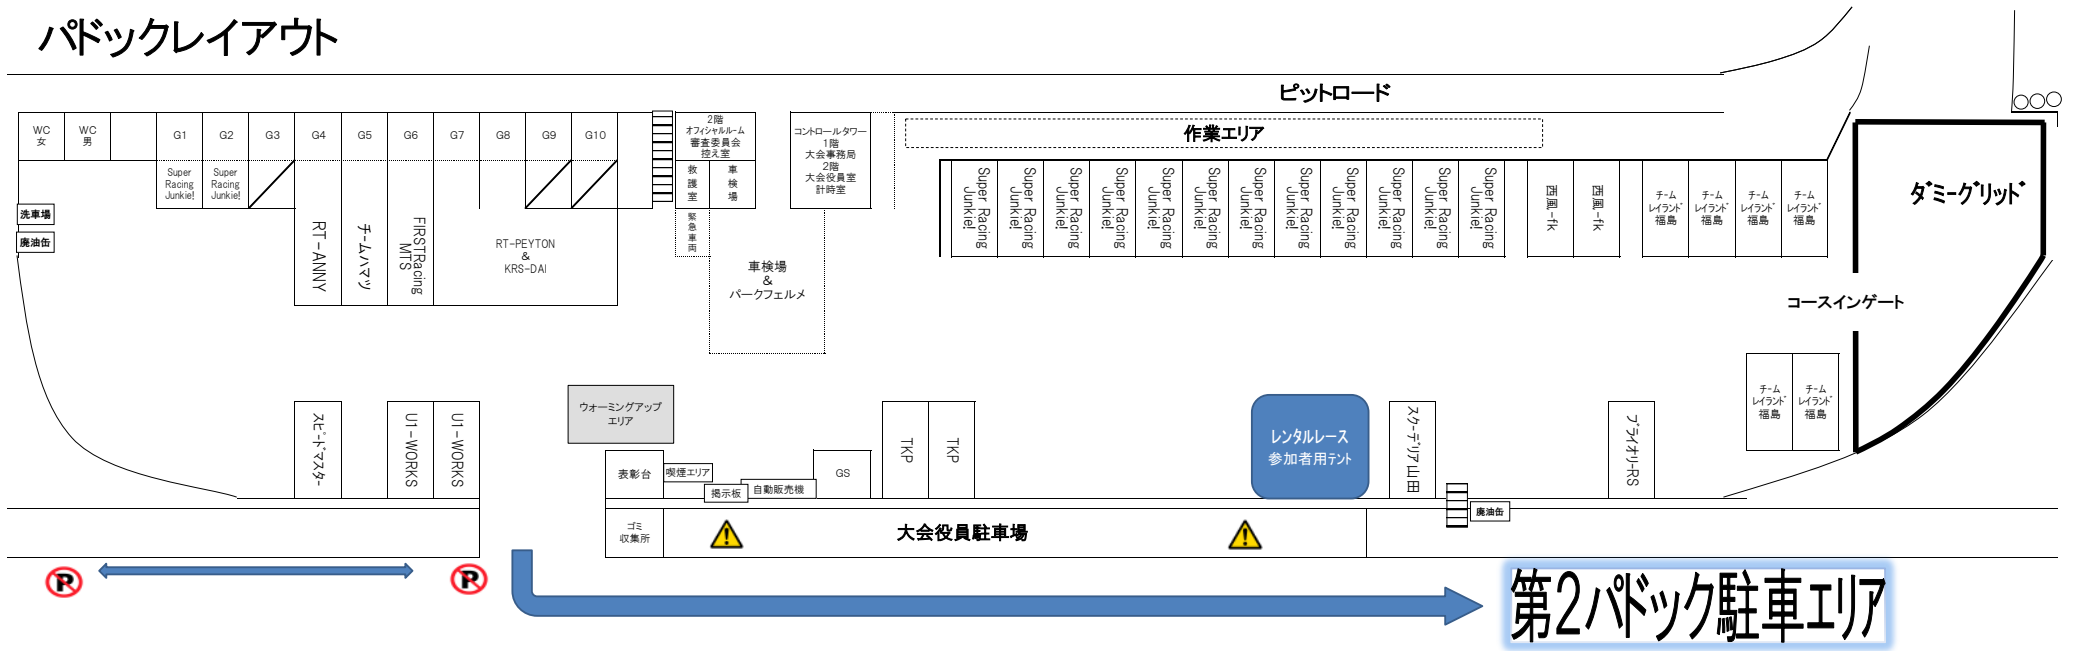 パドックレイアウト
ピットロード
作業エリア
WC
女
WC
男
G1
G2
G3
G4
G5
G6
G7
G8
G9
G10
2階
オフィシャルルーム
審査委員会
控え室
コントロールタワー
1階
大会事務局
2階
大会役員室
計時室
Super
Racing
Junkie!
Super
Racing
Junkie!
救護室
車検場
緊急車両
洗車場
廃油缶
RT-ANNY
チームハマツ
FIRSTRacing
MTS
RT-PEYTON
&
KRS-DAI
車検場
&
パークフェルメ
Super Racing
Junkie!
Super Racing
Junkie!
Super Racing
Junkie!
Super Racing
Junkie!
Super Racing
Junkie!
Super Racing
Junkie!
Super Racing
Junkie!
Super Racing
Junkie!
Super Racing
Junkie!
Super Racing
Junkie!
Super Racing
Junkie!
Super Racing
Junkie!
西風-fk
西風-fk
チーム
レイランド
福島
チーム
レイランド
福島
チーム
レイランド
福島
チーム
レイランド
福島
ダミーグリッド
コースインゲート
チーム
レイランド
福島
チーム
レイランド
福島
スピードマスター
U1-WORKS
U1-WORKS
ウォーミングアップ
エリア
表彰台
喫煙エリア
掲示板
自動販売機
GS
TKP
TKP
レンタルレース
参加者用テント
スクーデリア山田
プライオリーRS
廃油缶
ゴミ
収集所
大会役員駐車場
第2パドック駐車エリア